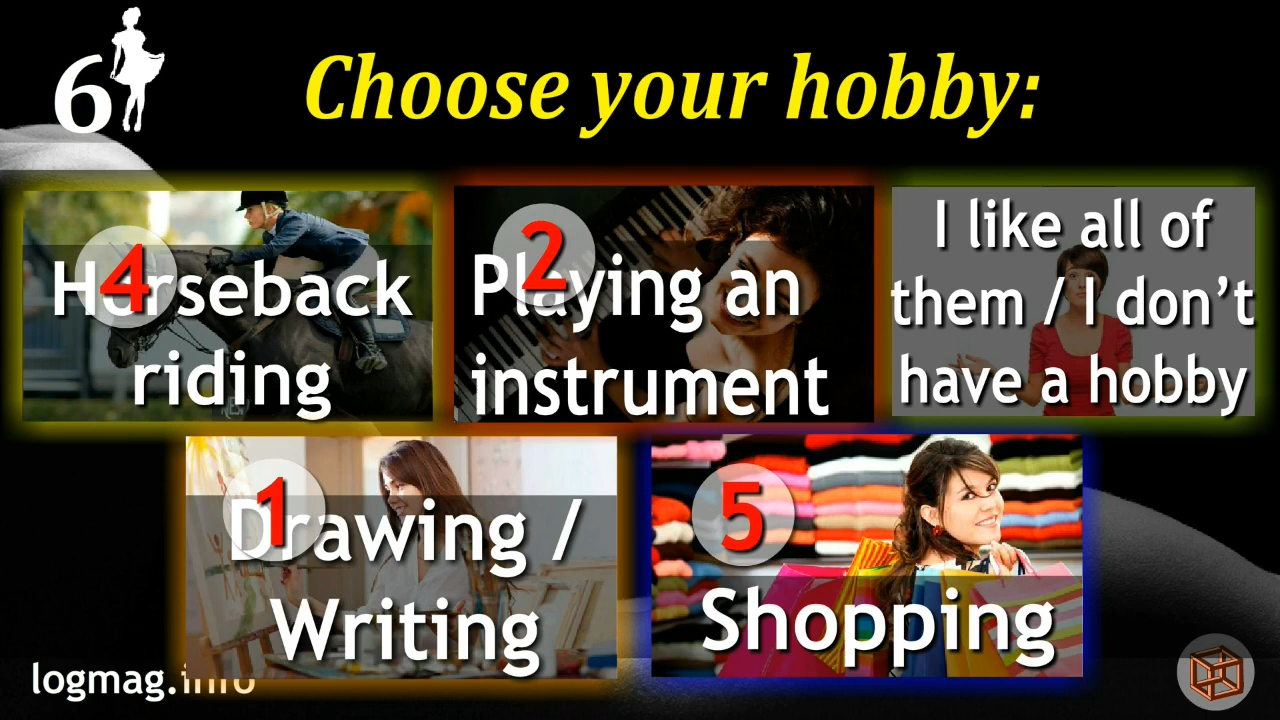 6
Choose your hobby:
4
Horseback
riding
2
Playing an
instrument
I like all of
them / I don’t
have a hobby
1
Drawing /
Writing
5
Shopping
logmag.info